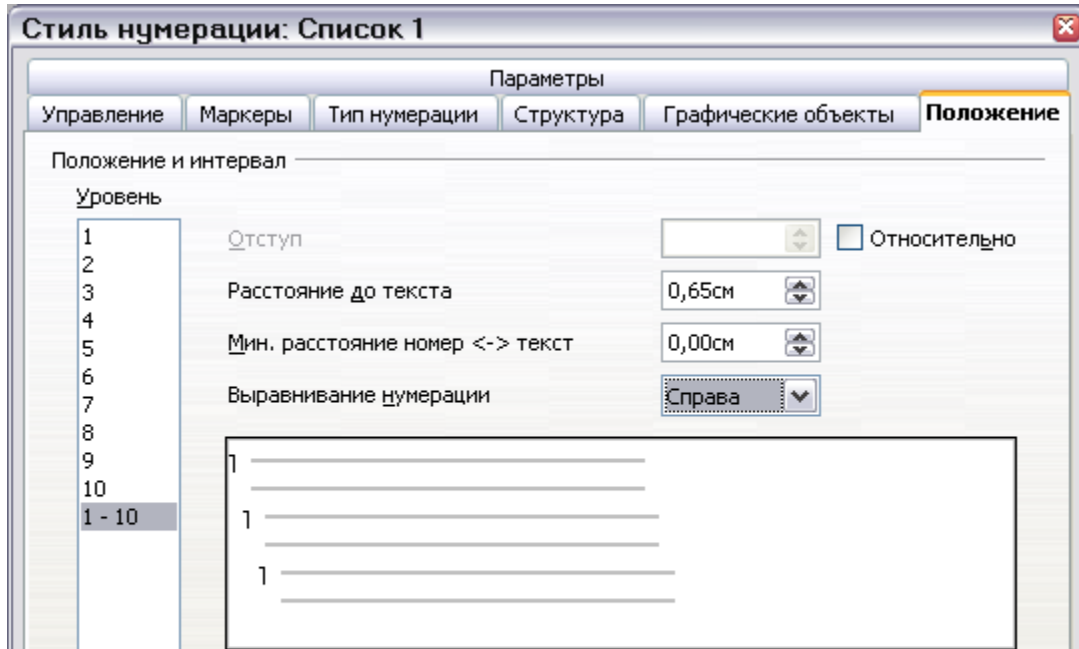 Стиль нумерации: Список 1
Параметры
Управление Маркеры Тип нумерации Структура Графические объекты Положение
Положение и интервал
Уровень
1
2
3
4
5
6
7
8
9
10
1 - 10
Отступ Относительно
Расстояние до текста 0,65см
Мин. расстояние номер <-> текст 0,00см
Выравнивание нумерации Справа
1
1
1